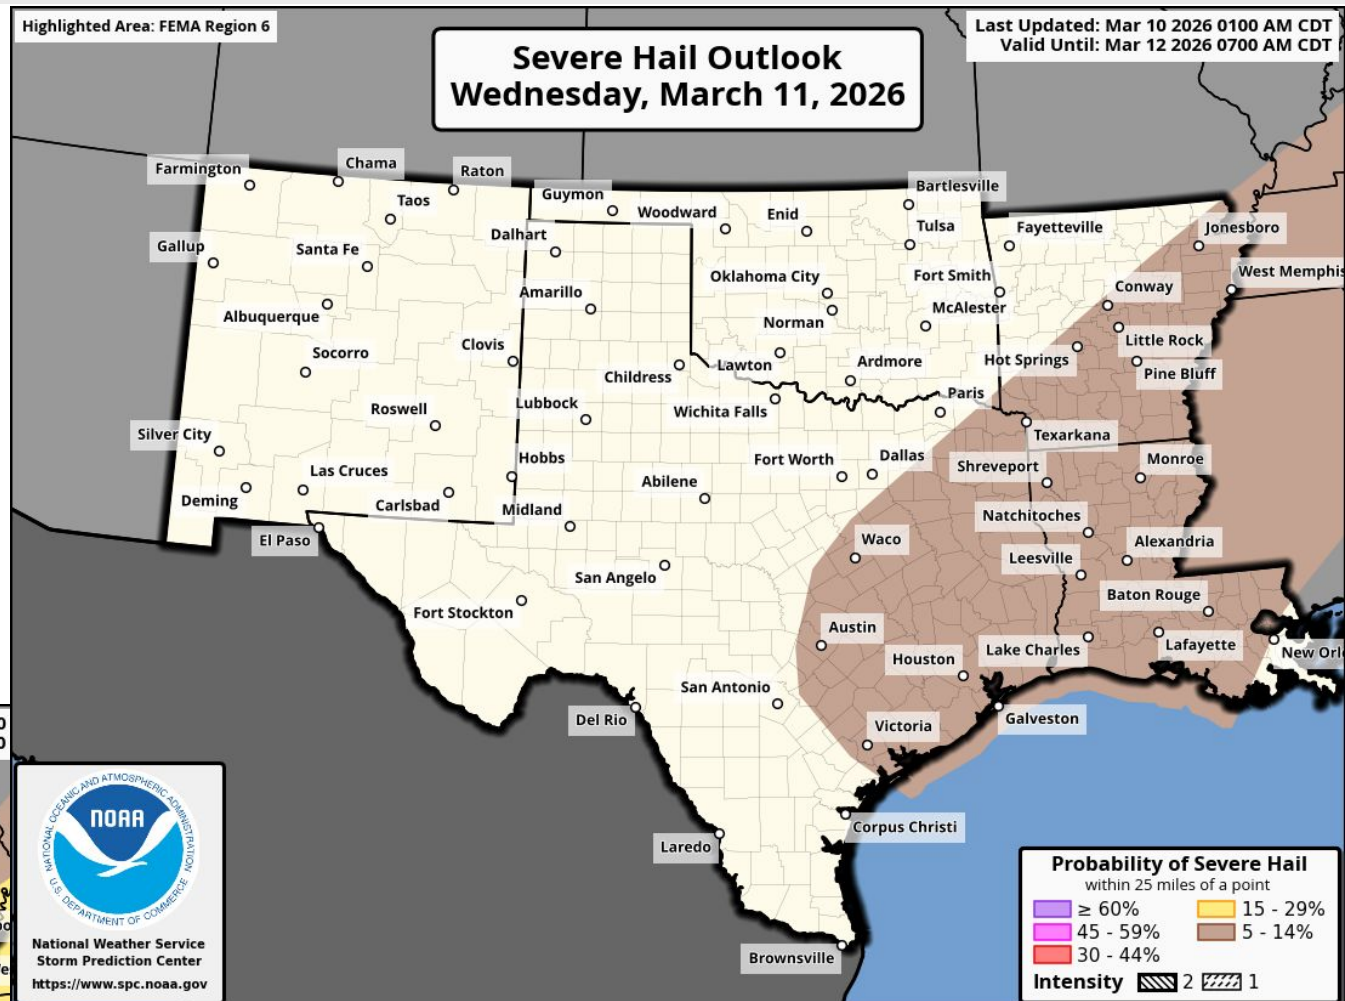 Highlighted Area: FEMA Region 6
Severe Hail Outlook
Wednesday, March 11, 2026
Last Updated: Mar 10 2026 0100 AM CDT
Valid Until: Mar 12 2026 0700 AM CDT
Farmington
Chama
Raton
Taos
Guymon
Woodward
Enid
Bartlesville
Gallup
Santa Fe
Dalhart
Tulsa
Fayetteville
Jonesboro
Albuquerque
Amarillo
Oklahoma City
Fort Smith
Conway
West Memphis
Norman
McAlester
Socorro
Clovis
Childress
Lawton
Ardmore
Hot Springs
Little Rock
Pine Bluff
Roswell
Lubbock
Wichita Falls
Paris
Silver City
Texarkana
Las Cruces
Hobbs
Abilene
Fort Worth
Dallas
Shreveport
Monroe
Deming
Carlsbad
Midland
Natchitoches
El Paso
Waco
Alexandria
San Angelo
Leesville
Fort Stockton
Baton Rouge
Austin
Houston
Lake Charles
Lafayette
New Orl
San Antonio
Del Rio
Victoria
Galveston
Corpus Christi
Laredo
Brownsville
NATIONAL OCEANIC AND ATMOSPHERIC ADMINISTRATION
NOAA
U.S. DEPARTMENT OF COMMERCE
National Weather Service
Storm Prediction Center
https://www.spc.noaa.gov
Probability of Severe Hail
within 25 miles of a point
≥ 60% 15 - 29%
45 - 59% 5 - 14%
30 - 44%
Intensity 2 1